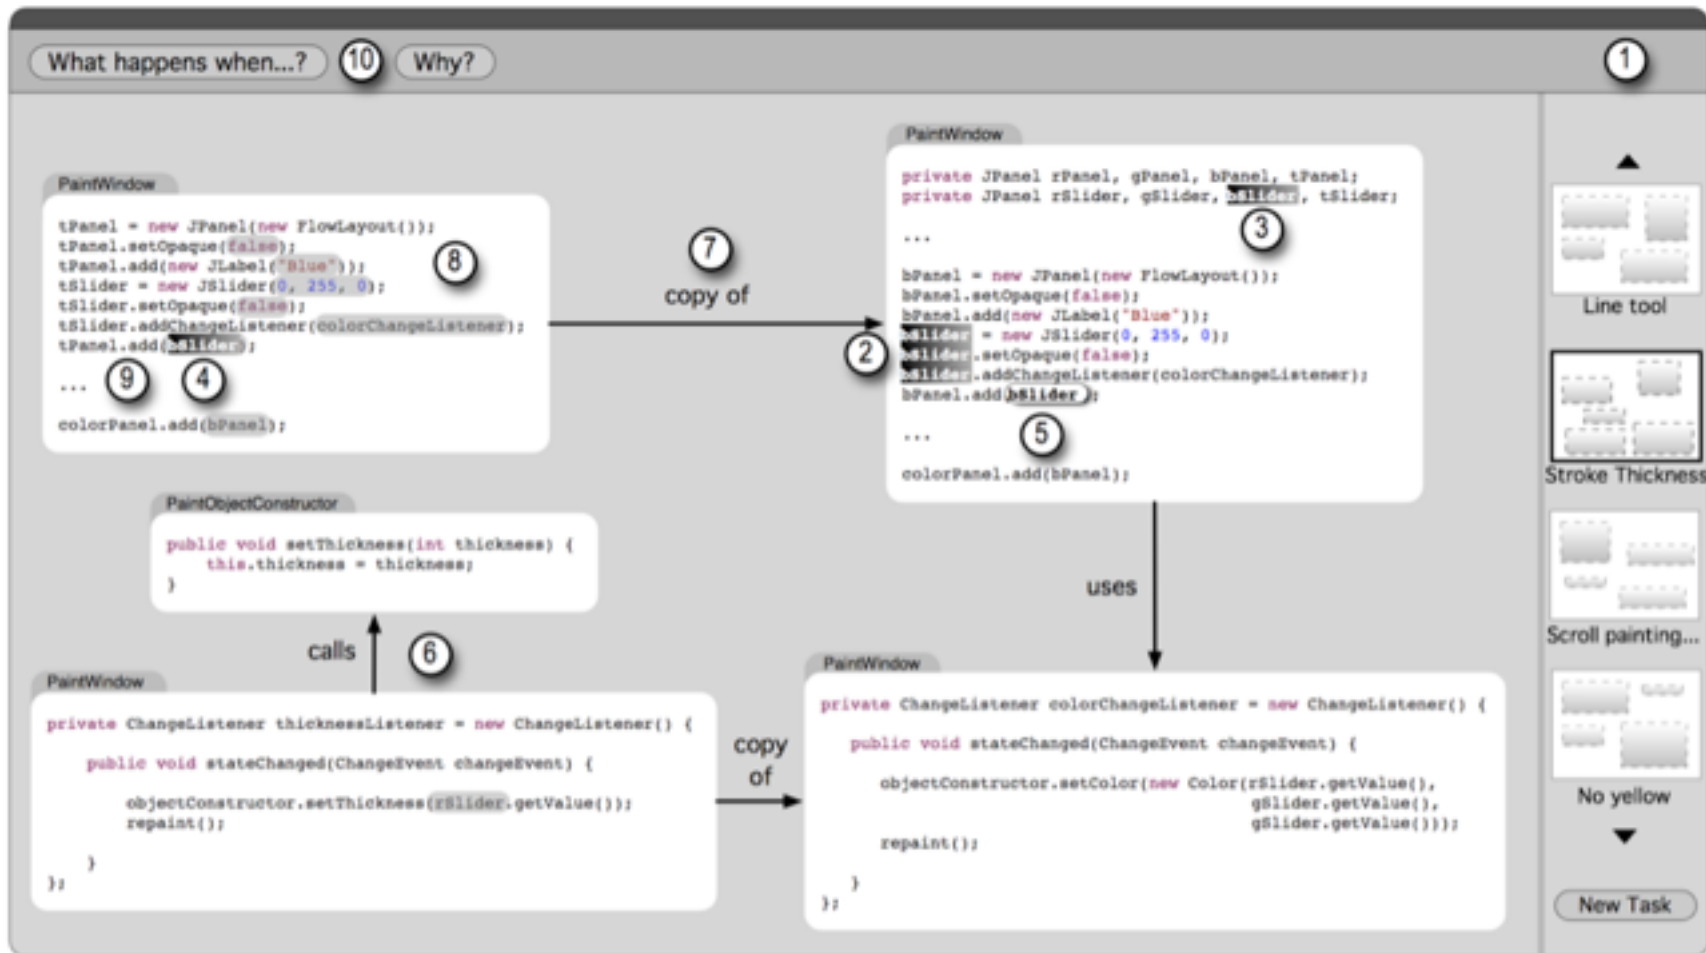 What happens when...?
10
Why?
1
PaintWindow
tPanel = new JPanel(new FlowLayout());
tPanel.setOpaque(false);
tPanel.add(new JLabel("Blue"));
tSlider = new JSlider(0, 255, 0);
tSlider.setOpaque(false);
tSlider.addChangeListener(colorChangeListener);
tPanel.add(bSlider);
...
colorPanel.add(bPanel);
8
9
4
7
copy of
PaintWindow
private JPanel rPanel, gPanel, bPanel, tPanel;
private JPanel rSlider, gSlider, bSlider, tSlider;
3
...
bPanel = new JPanel(new FlowLayout());
bPanel.setOpaque(false);
bPanel.add(new JLabel("Blue"));
bSlider = new JSlider(0, 255, 0);
bSlider.setOpaque(false);
bSlider.addChangeListener(colorChangeListener);
bPanel.add(bSlider);
...
colorPanel.add(bPanel);
2
5
PaintObjectConstructor
public void setThickness(int thickness) {
this.thickness = thickness;
}
calls
6
uses
PaintWindow
private ChangeListener thicknessListener = new ChangeListener() {
public void stateChanged(ChangeEvent changeEvent) {
objectConstructor.setThickness(rSlider.getValue());
repaint();
}
};
copy
of
PaintWindow
private ChangeListener colorChangeListener = new ChangeListener() {
public void stateChanged(ChangeEvent changeEvent) {
objectConstructor.setColor(new Color(rSlider.getValue(),
gSlider.getValue(),
gSlider.getValue()));
repaint();
}
};
Line tool
Stroke Thickness
Scroll painting...
No yellow
New Task